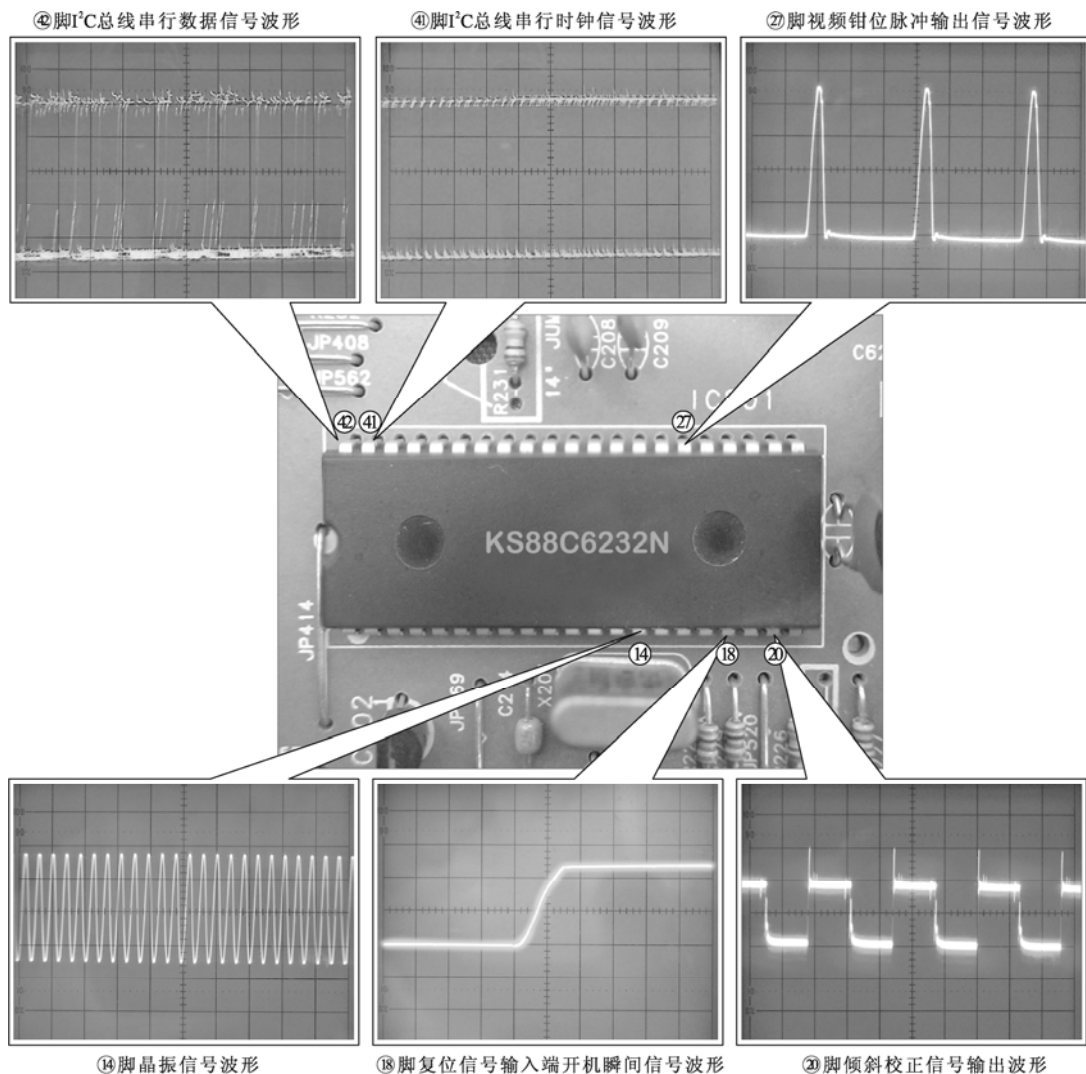 ㊷脚I²C总线串行数据信号波形
㊶脚I²C总线串行时钟信号波形
㉗脚视频钳位脉冲输出信号波形
JP408
JP562
R231
14" JUM
C208
C209
㊷
㊶
㉗
KS88C6232N
JP414
⑭
⑱
⑳
JP520
⑭脚晶振信号波形
⑱脚复位信号输入端开机瞬间信号波形
⑳脚倾斜校正信号输出波形